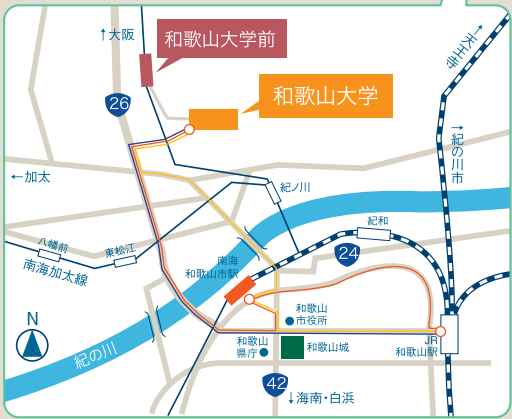 ↑大阪
和歌山大学前
→天王寺
26
和歌山大学
→紀の川市
←加太
紀ノ川
八幡前
東松江
紀和
南海加太線
24
南海
和歌山市駅
和歌山
市役所
N
紀の川
和歌山
県庁
和歌山城
JR
和歌山駅
42
↓海南・白浜